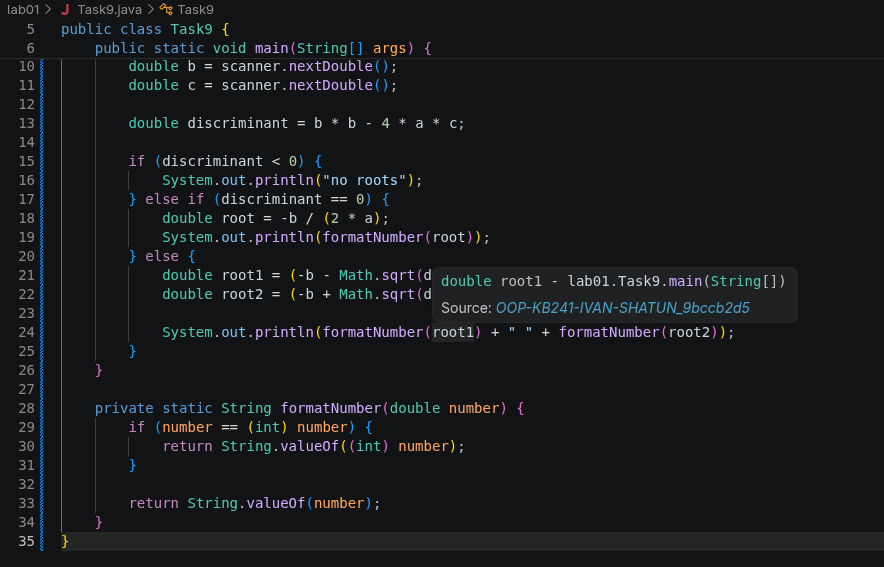 lab01 > J Task9.java > Task9
5 public class Task9 {
6 public static void main(String[] args) {
10 double b = scanner.nextDouble();
11 double c = scanner.nextDouble();
12
13 double discriminant = b * b - 4 * a * c;
14
15 if (discriminant < 0) {
16 System.out.println("no roots");
17 } else if (discriminant == 0) {
18 double root = -b / (2 * a);
19 System.out.println(formatNumber(root));
20 } else {
21 double root1 = (-b - Math.sqrt(d
22 double root2 = (-b + Math.sqrt(d
double root1 - lab01.Task9.main(String[])
Source: OOP-KB241-IVAN-SHATUN_9bccb2d5
23
24 System.out.println(formatNumber(root1) + " " + formatNumber(root2));
25 }
26 }
27
28 private static String formatNumber(double number) {
29 if (number == (int) number) {
30 return String.valueOf((int) number);
31 }
32
33 return String.valueOf(number);
34 }
35 }